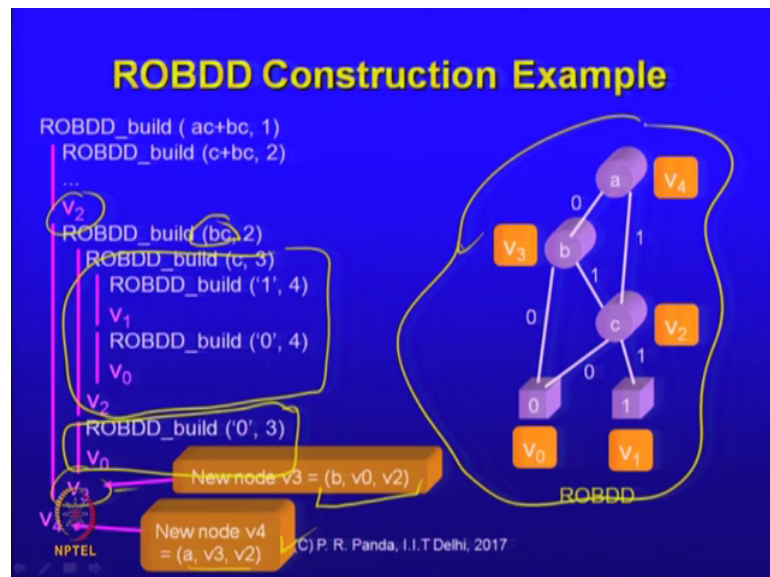 ROBDD Construction Example
ROBDD_build ( ac+bc, 1)
ROBDD_build (c+bc, 2)
...
v2
ROBDD_build (bc, 2)
ROBDD_build (c, 3)
ROBDD_build ('1', 4)
v1
ROBDD_build ('0', 4)
v0
v2
ROBDD_build ('0', 3)
v0
v3
New node v3 = (b, v0, v2)
v4
New node v4
= (a, v3, v2)
a
v4
0
1
v3
b
1
c
v2
0
0
1
0
1
v0
v1
ROBDD
NPTEL
(C) P. R. Panda, I.I.T Delhi, 2017